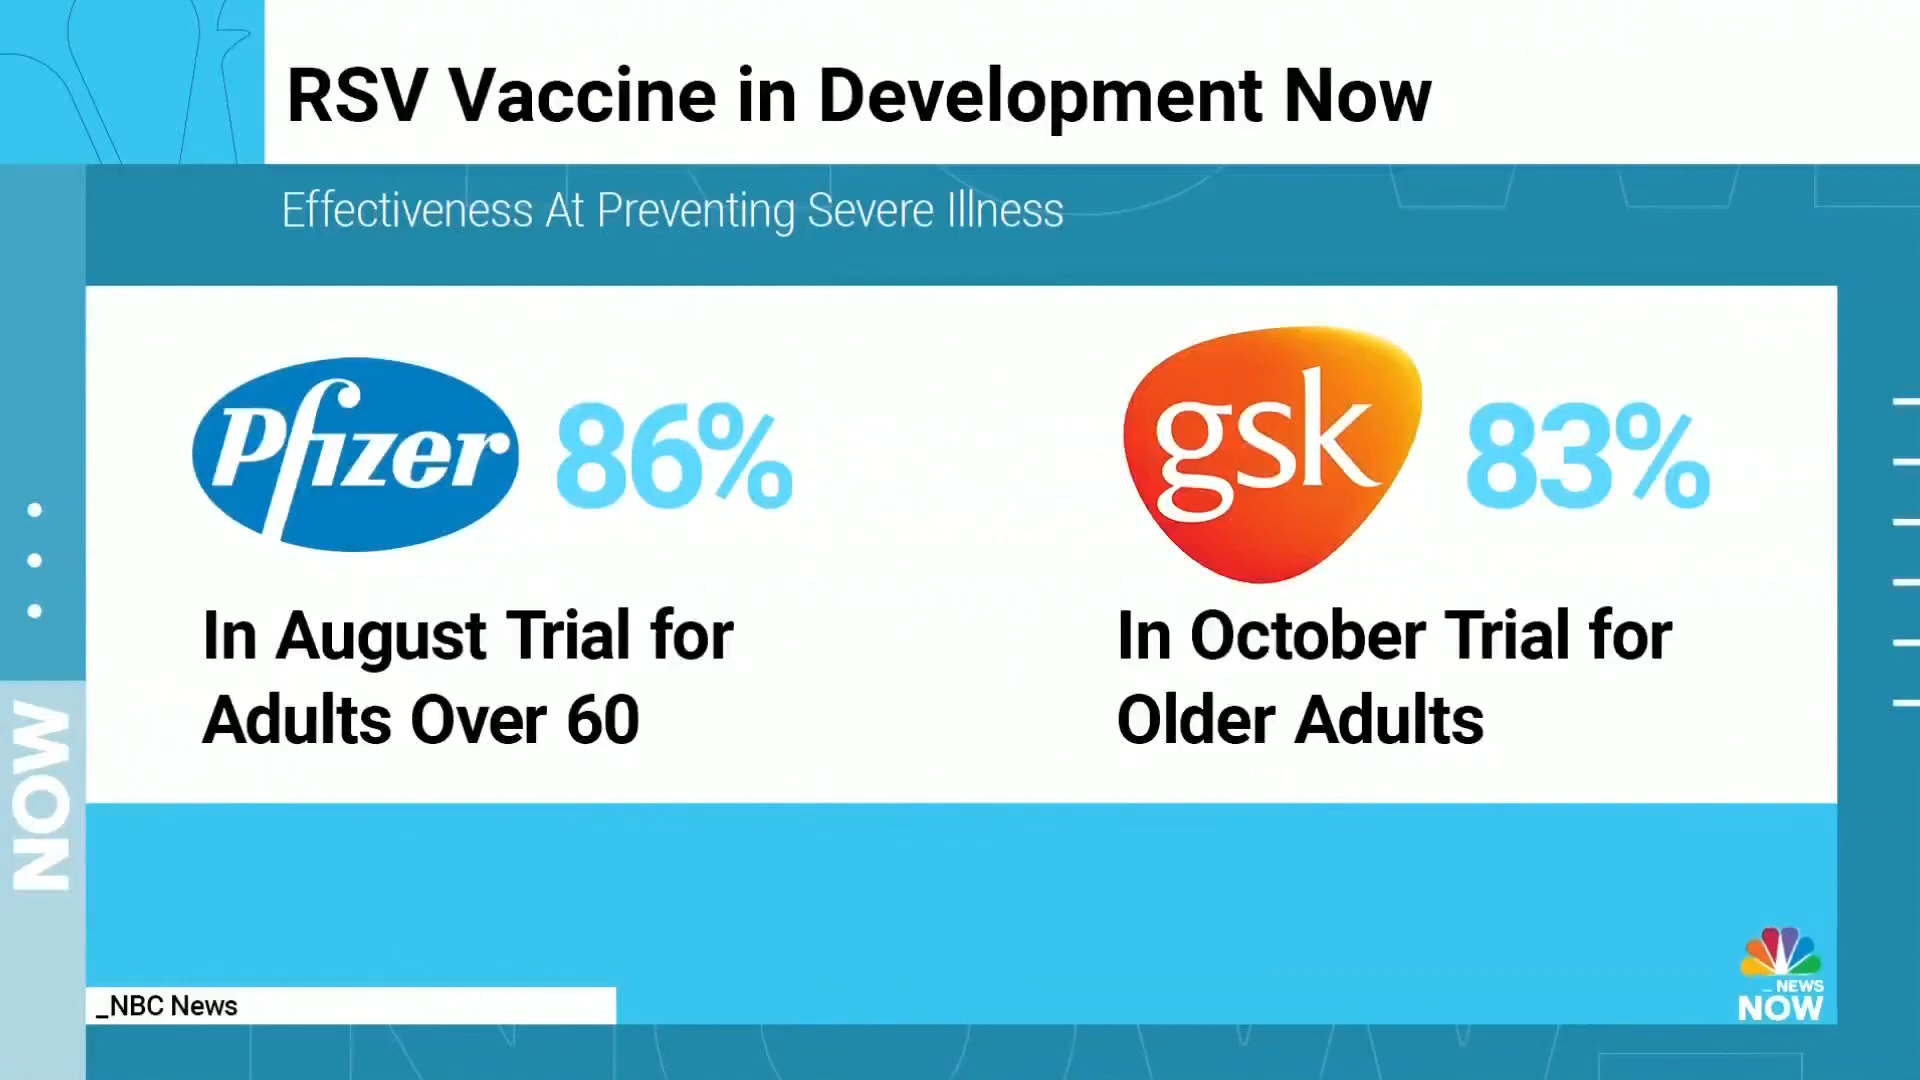 RSV Vaccine in Development Now
Effectiveness At Preventing Severe Illness
Pfizer 86%
In August Trial for
Adults Over 60
gsk 83%
In October Trial for
Older Adults
NOW
_NBC News
_NEWS
NOW